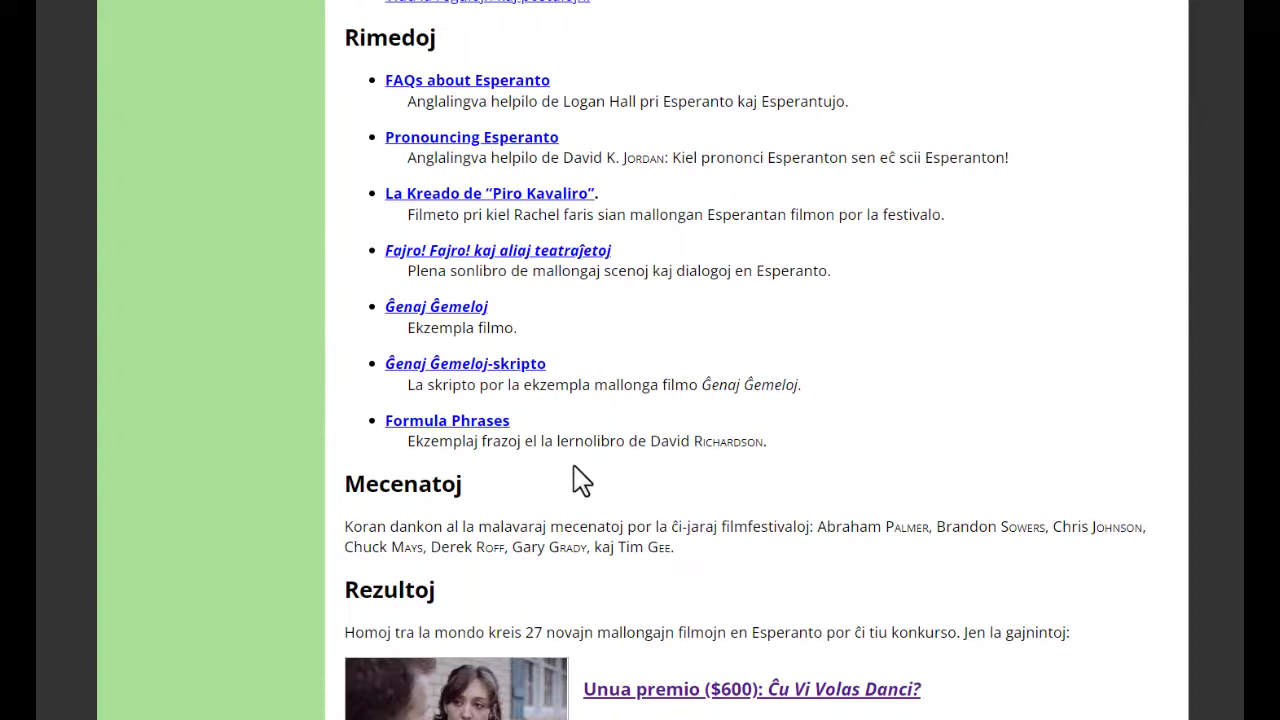 Rimedoj
FAQs about Esperanto
Anglalingva helpilo de Logan Hall pri Esperanto kaj Esperantujo.
Pronouncing Esperanto
Anglalingva helpilo de David K. Jordan: Kiel prononci Esperanton sen eĉ scii Esperanton!
La Kreado de “Piro Kavaliro”.
Filmeto pri kiel Rachel faris sian mallongan Esperantan filmon por la festivalo.
Fajro! Fajro! kaj aliaj teatraĵetoj
Plena sonlibro de mallongaj scenoj kaj dialogoj en Esperanto.
Ĝenaj Ĝemeloj
Ekzempla filmo.
Ĝenaj Ĝemeloj-skripto
La skripto por la ekzempla mallonga filmo Ĝenaj Ĝemeloj.
Formula Phrases
Ekzemplaj frazoj el la lernolibro de David Richardson.
Mecenatoj
Koran dankon al la malavaraj mecenatoj por la ĉi-jaraj filmfestivaloj: Abraham Palmer, Brandon Sowers, Chris Johnson,
Chuck Mays, Derek Roff, Gary Grady, kaj Tim Gee.
Rezultoj
Homoj tra la mondo kreis 27 novajn mallongajn filmojn en Esperanto por ĉi tiu konkurso. Jen la gajnintoj:
Unua premio ($600): Ĉu Vi Volas Danci?